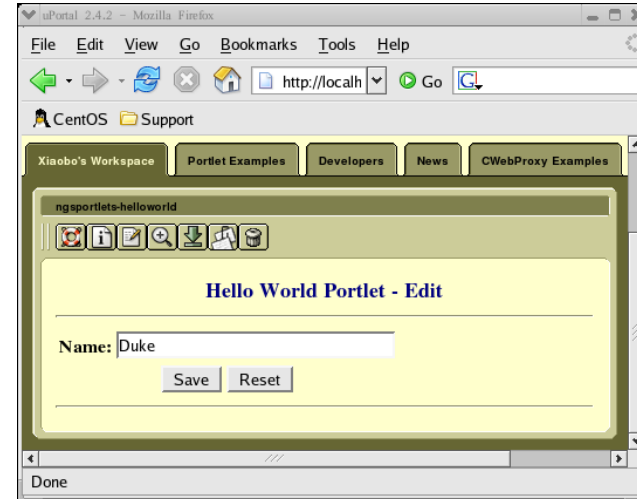 uPortal 2.4.2 - Mozilla Firefox
File Edit View Go Bookmarks Tools Help
http://localh Go G
CentOS Support
Xiaobo's Workspace Portlet Examples Developers News CWebProxy Examples
ngsportlets-helloworld
Hello World Portlet - Edit
Name: Duke
Save Reset
Done